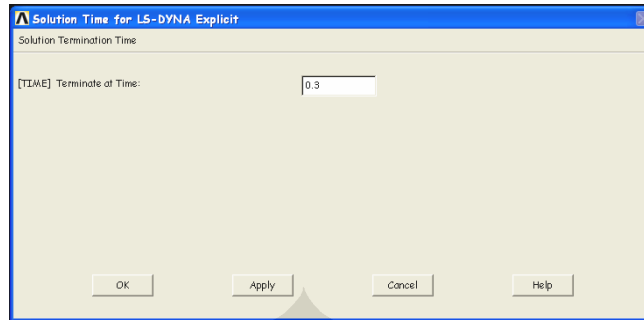 Solution Time for LS-DYNA Explicit
Solution Termination Time
[TIME] Terminate at Time:
0.3
OK
Apply
Cancel
Help